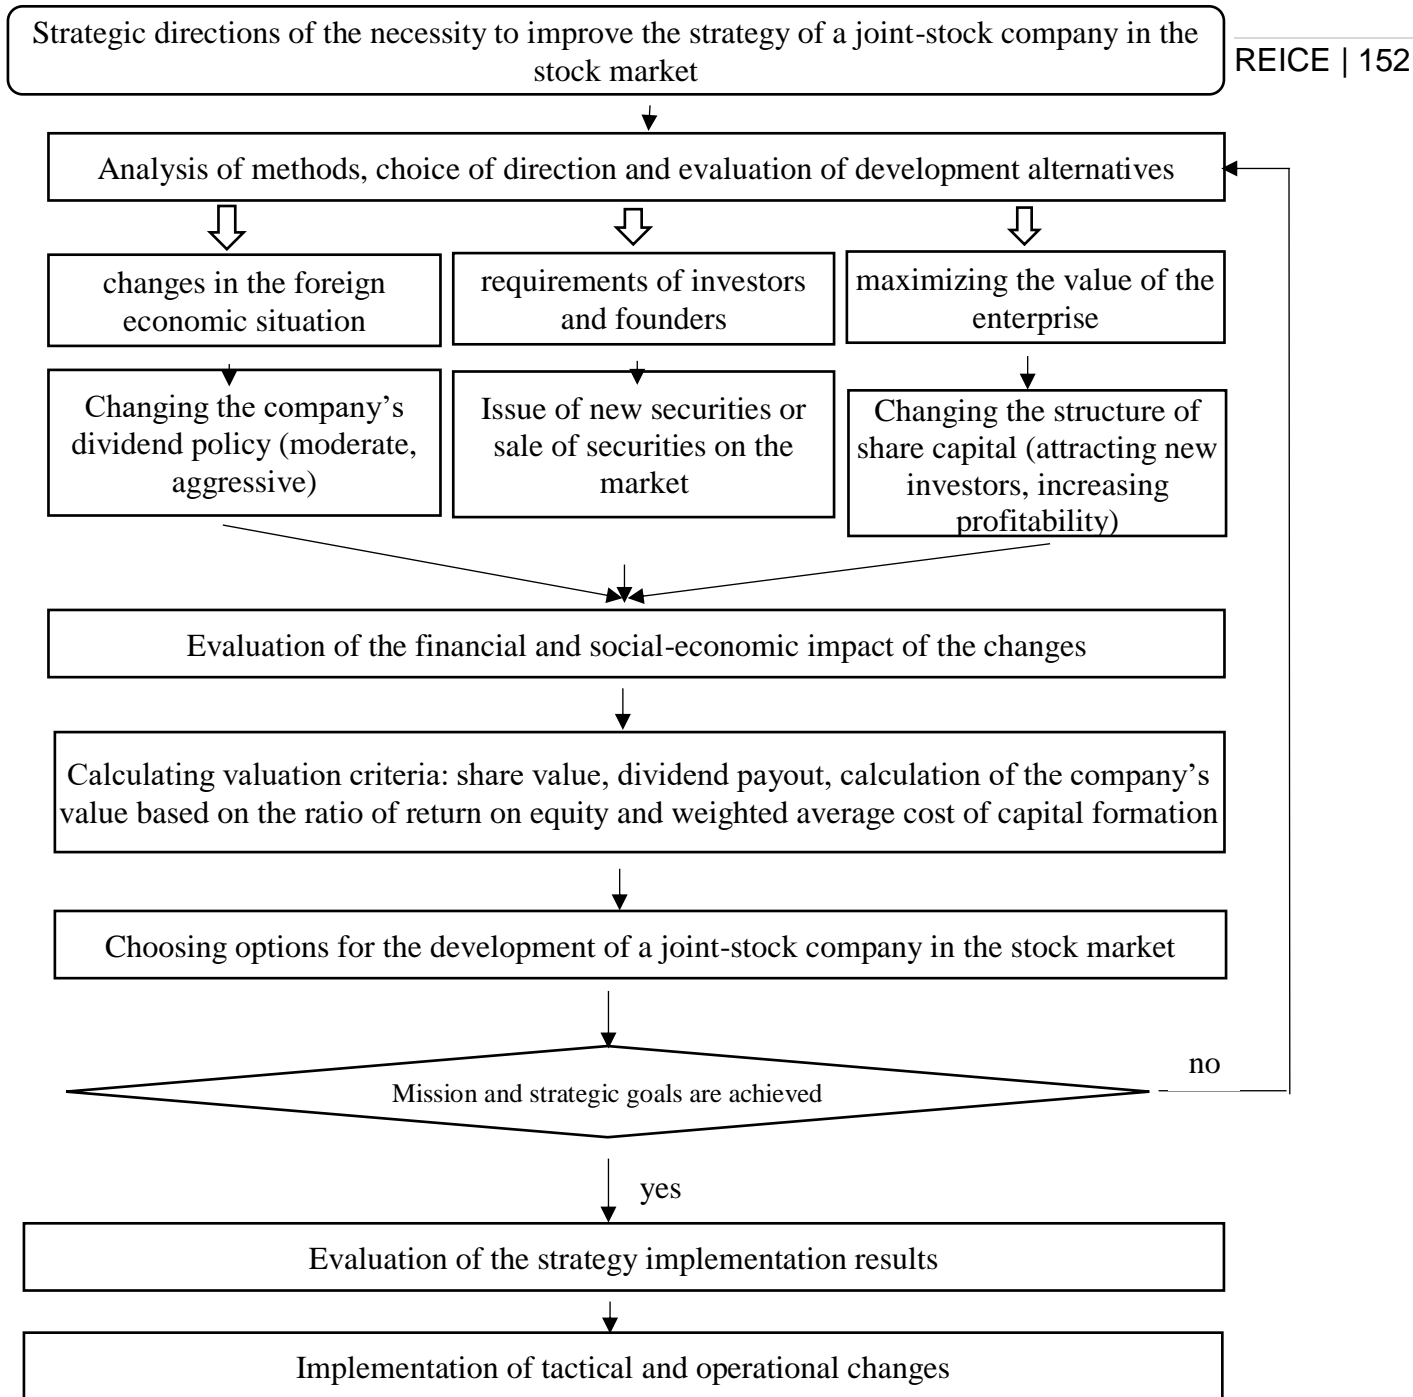 Strategic directions of the necessity to improve the strategy of a joint-stock company in the
stock market
REICE | 152
Analysis of methods, choice of direction and evaluation of development alternatives
changes in the foreign
economic situation
requirements of investors
and founders
maximizing the value of the
enterprise
Changing the company’s
dividend policy (moderate,
aggressive)
Issue of new securities or
sale of securities on the
market
Changing the structure of
share capital (attracting new
investors, increasing
profitability)
Evaluation of the financial and social-economic impact of the changes
Calculating valuation criteria: share value, dividend payout, calculation of the company’s
value based on the ratio of return on equity and weighted average cost of capital formation
Choosing options for the development of a joint-stock company in the stock market
Mission and strategic goals are achieved
no
yes
Evaluation of the strategy implementation results
Implementation of tactical and operational changes